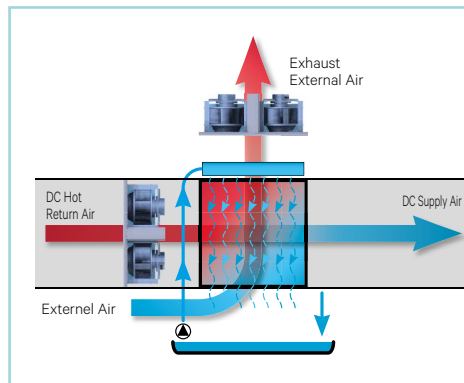 Exhaust
External Air
DC Hot
Return Air
DC Supply Air
Externel Air